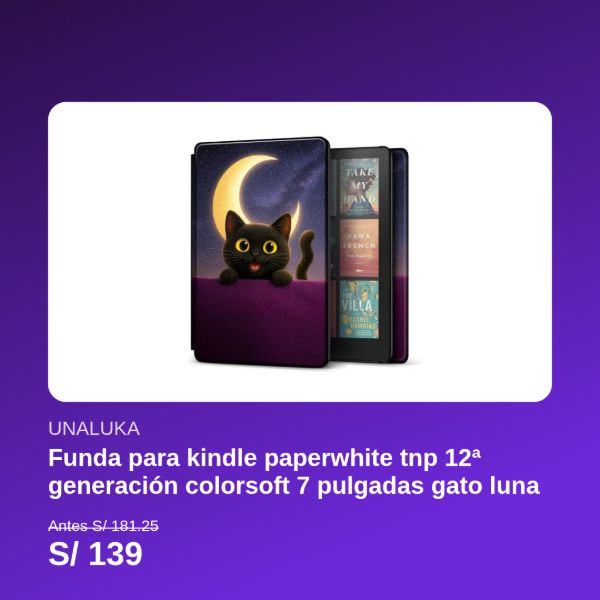 TAKE
MY
HAND
TANA
FRENCH
THE
VILLA
RACHEL
HAWKINS
UNALUKA
Funda para kindle paperwhite tnp 12ª
generación colorsoft 7 pulgadas gato luna
Antes S/ 181.25
S/ 139